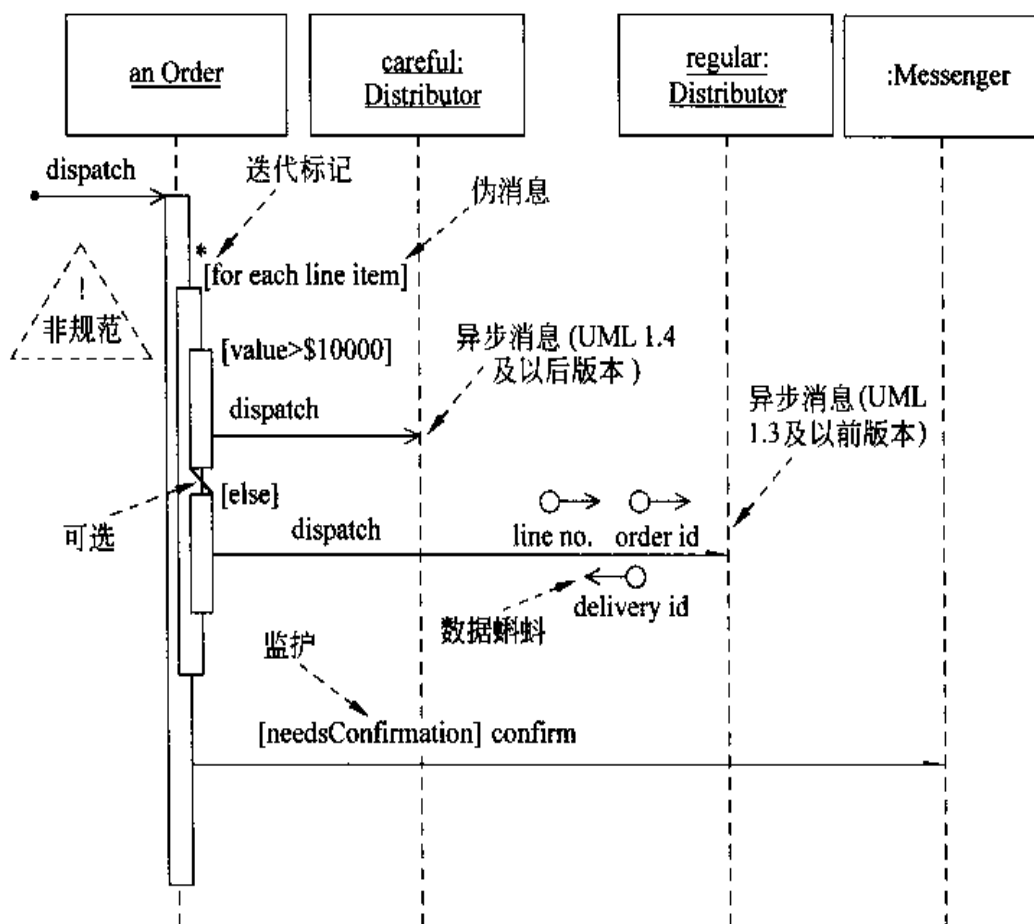 an Order
careful:
Distributor
regular:
Distributor
:Messenger
dispatch
迭代标记
伪消息
*
[for each line item]
!
非规范
[value>$10000]
异步消息 (UML 1.4
及以后版本 )
dispatch
异步消息(UML
1.3及以前版本)
[else]
可选
dispatch
line no.
order id
delivery id
数据蝌蚪
监护
[needsConfirmation] confirm